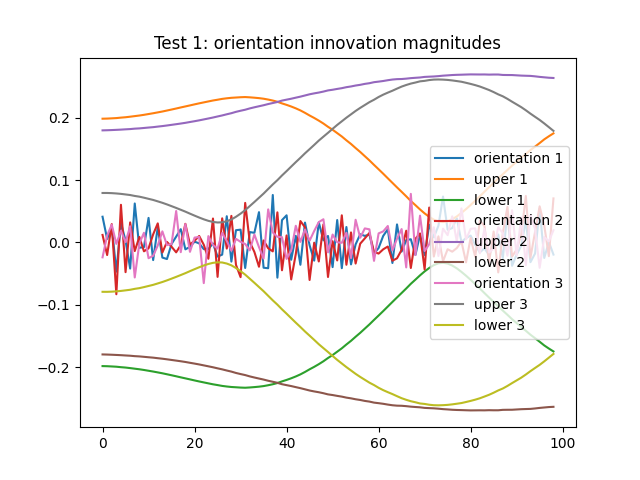 Test 1: orientation innovation magnitudes
0.2
0.1
0.0
−0.1
−0.2
0
20
40
60
80
100
orientation 1
upper 1
lower 1
orientation 2
upper 2
lower 2
orientation 3
upper 3
lower 3